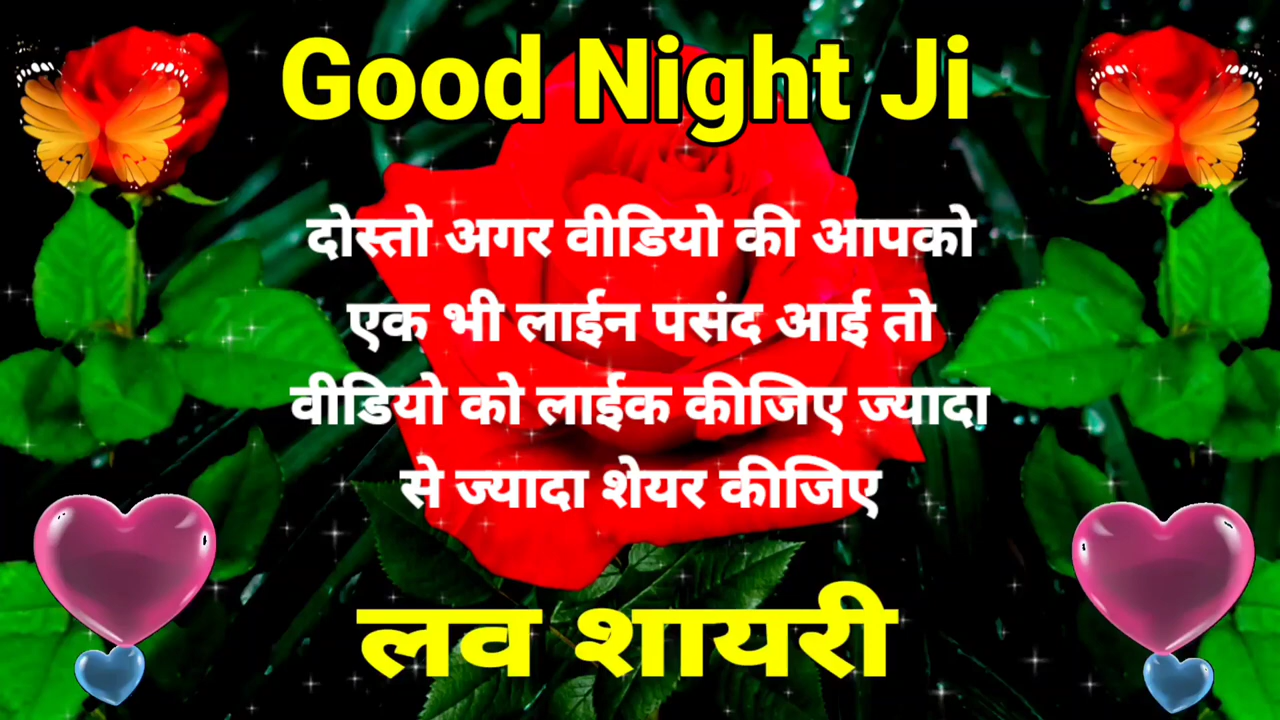 Good Night Ji
दोस्तो अगर वीडियो की आपको
एक भी लाईन पसंद आई तो
वीडियो को लाईक कीजिए ज्यादा
से ज्यादा शेयर कीजिए
लव शायरी